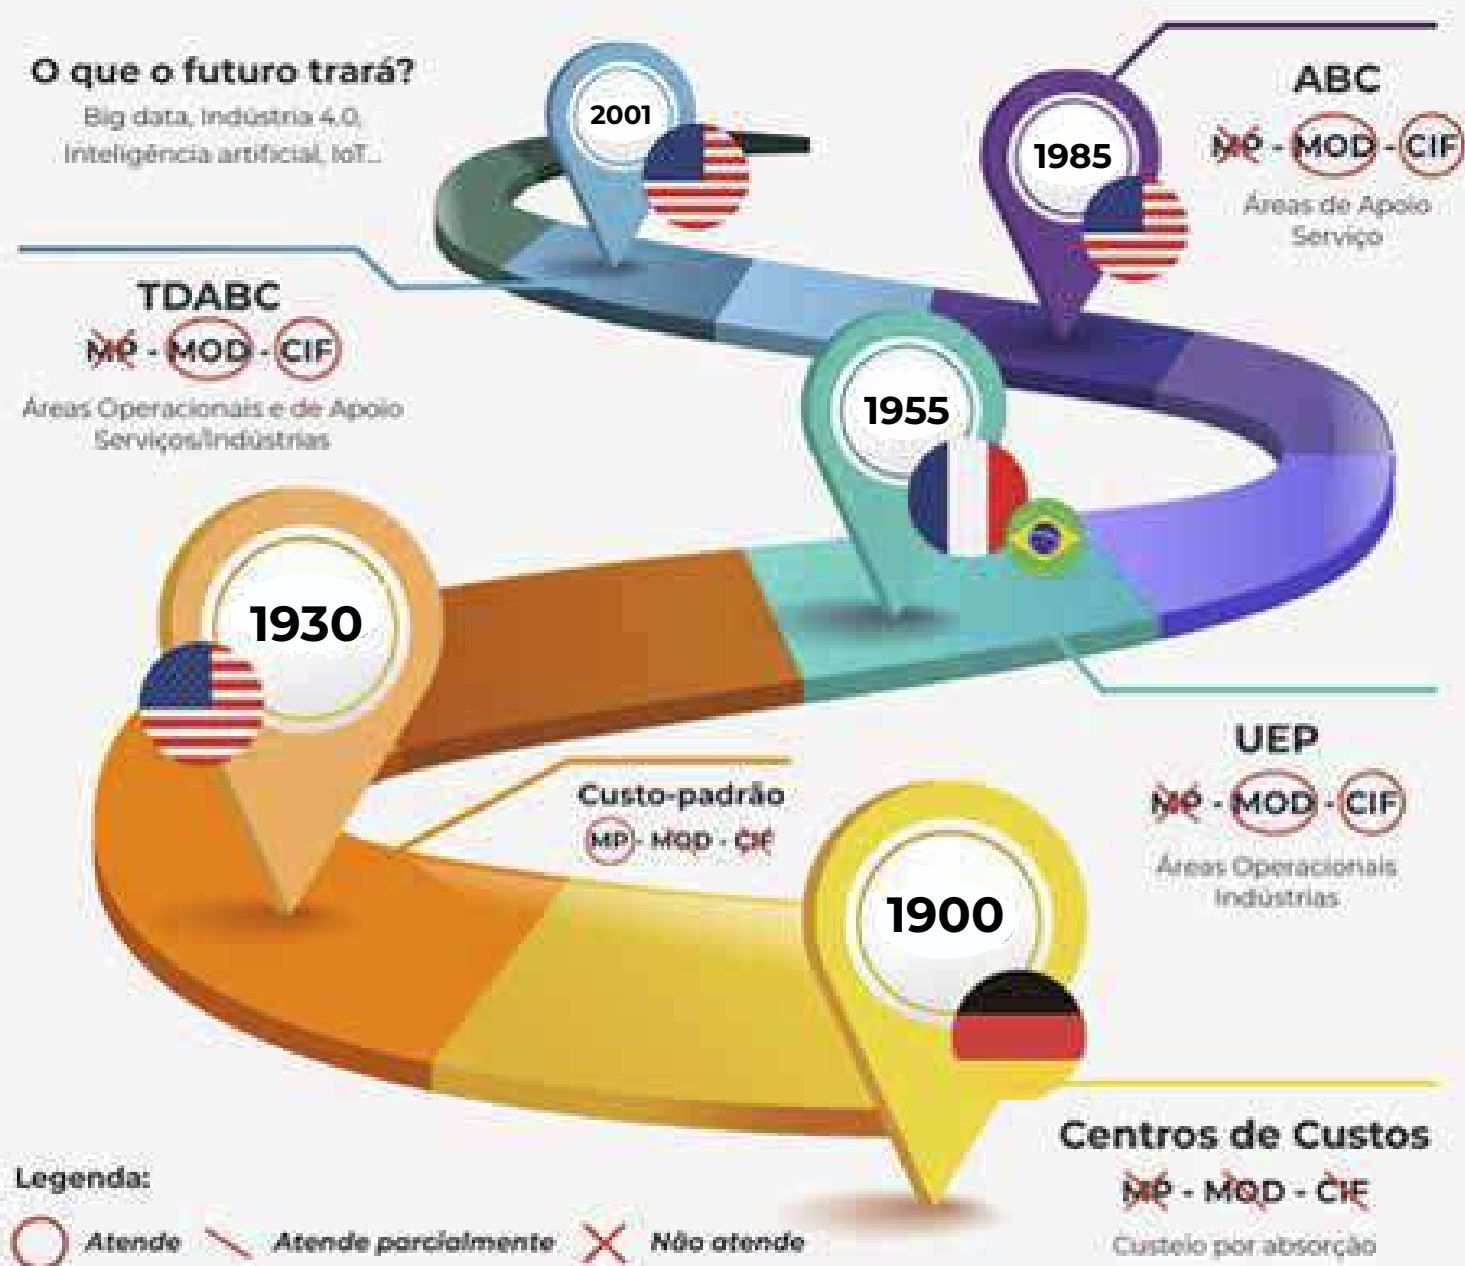 O que o futuro trará?
Big data, Indústria 4.0,
Inteligência artificial, IoT...
2001
1985
ABC
MP - MOD - CIF
Áreas de Apoio
Serviço
TDABC
MP - MOD - CIF
Áreas Operacionais e de Apoio
Serviços/Indústrias
1955
1930
UEP
MP - MOD - CIF
Áreas Operacionais
Indústrias
Custo-padrão
MP - MOD - CIF
1900
Centros de Custos
MP - MOD - CIF
Custeio por absorção
Legenda:
Atende
Atende parcialmente
Não atende